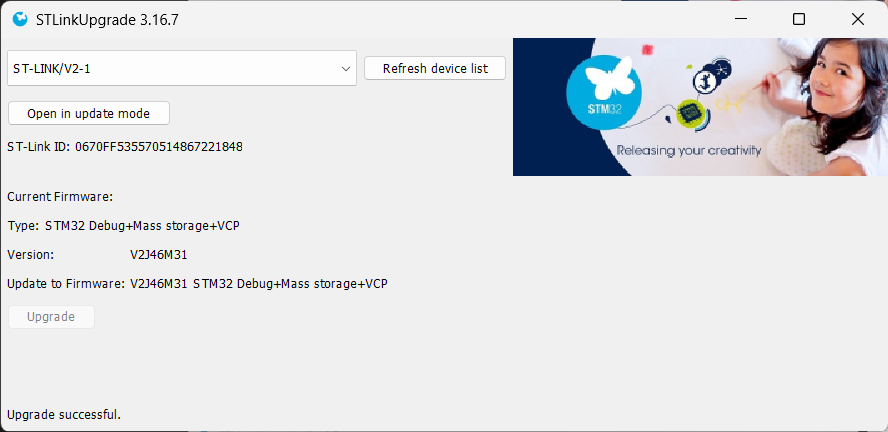 STLinkUpgrade 3.16.7
ST-LINK/V2-1
Refresh device list
STM32
Releasing your creativity
Open in update mode
ST-Link ID: 0670FF535570514867221848
Current Firmware:
Type: STM32 Debug+Mass storage+VCP
Version: V2J46M31
Update to Firmware: V2J46M31 STM32 Debug+Mass storage+VCP
Upgrade
Upgrade successful.